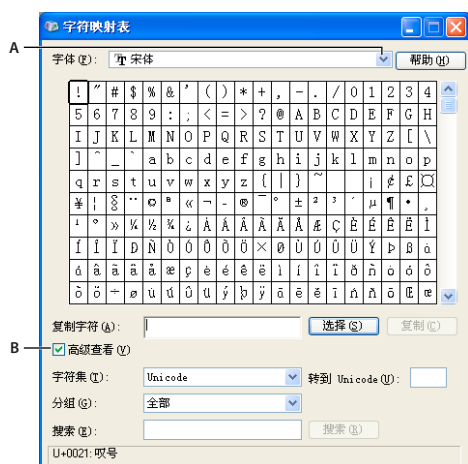 字符映射表
A
字体(F): 宋体 帮助(H)
! " # $ % & ' ( ) * + , - . / 0 1 2 3 4
5 6 7 8 9 : ; < = > ? @ A B C D E F G H
I J K L M N O P Q R S T U V W X Y Z [ \
] ^ _ ` a b c d e f g h i j k l m n o p
q r s t u v w x y z { | } ~ ¡ ¢ £ ¤
¥ ¦ § ¨ © ª « ¬ - ® ¯ ° ± ² ³ ´ µ ¶ • ¸
¹ º » ¼ ½ ¾ ¿ À Á Â Ã Ä Å Æ Ç È É Ê Ë Ì
Í Î Ï Ð Ñ Ò Ó Ô Õ Ö × Ø Ù Ú Û Ü Ý Þ ß à
á â ã ä å æ ç è é ê ë ì í î ï ð ñ ò ó ô
õ ö ÷ ø ù ú û ü ý þ ÿ ā ē ě ī ń ň ō Œ œ
复制字符(A): 选择(S) 复制(C)
B
高级查看(V)
字符集(T): Unicode 转到 Unicode(U):
分组(G): 全部
搜索(E): 搜索(R)
U+0021: 叹号